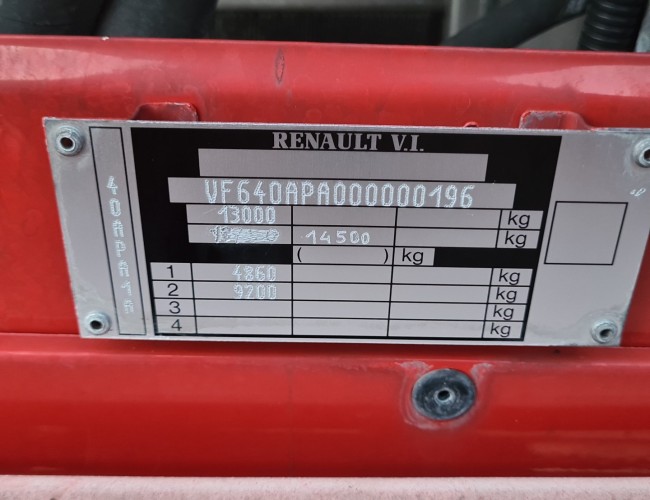 RENAULT V.I.
VF640APA000000196
13000 kg
14500 kg
( ) kg
1 4860 kg
2 9200 kg
3 kg
4 kg